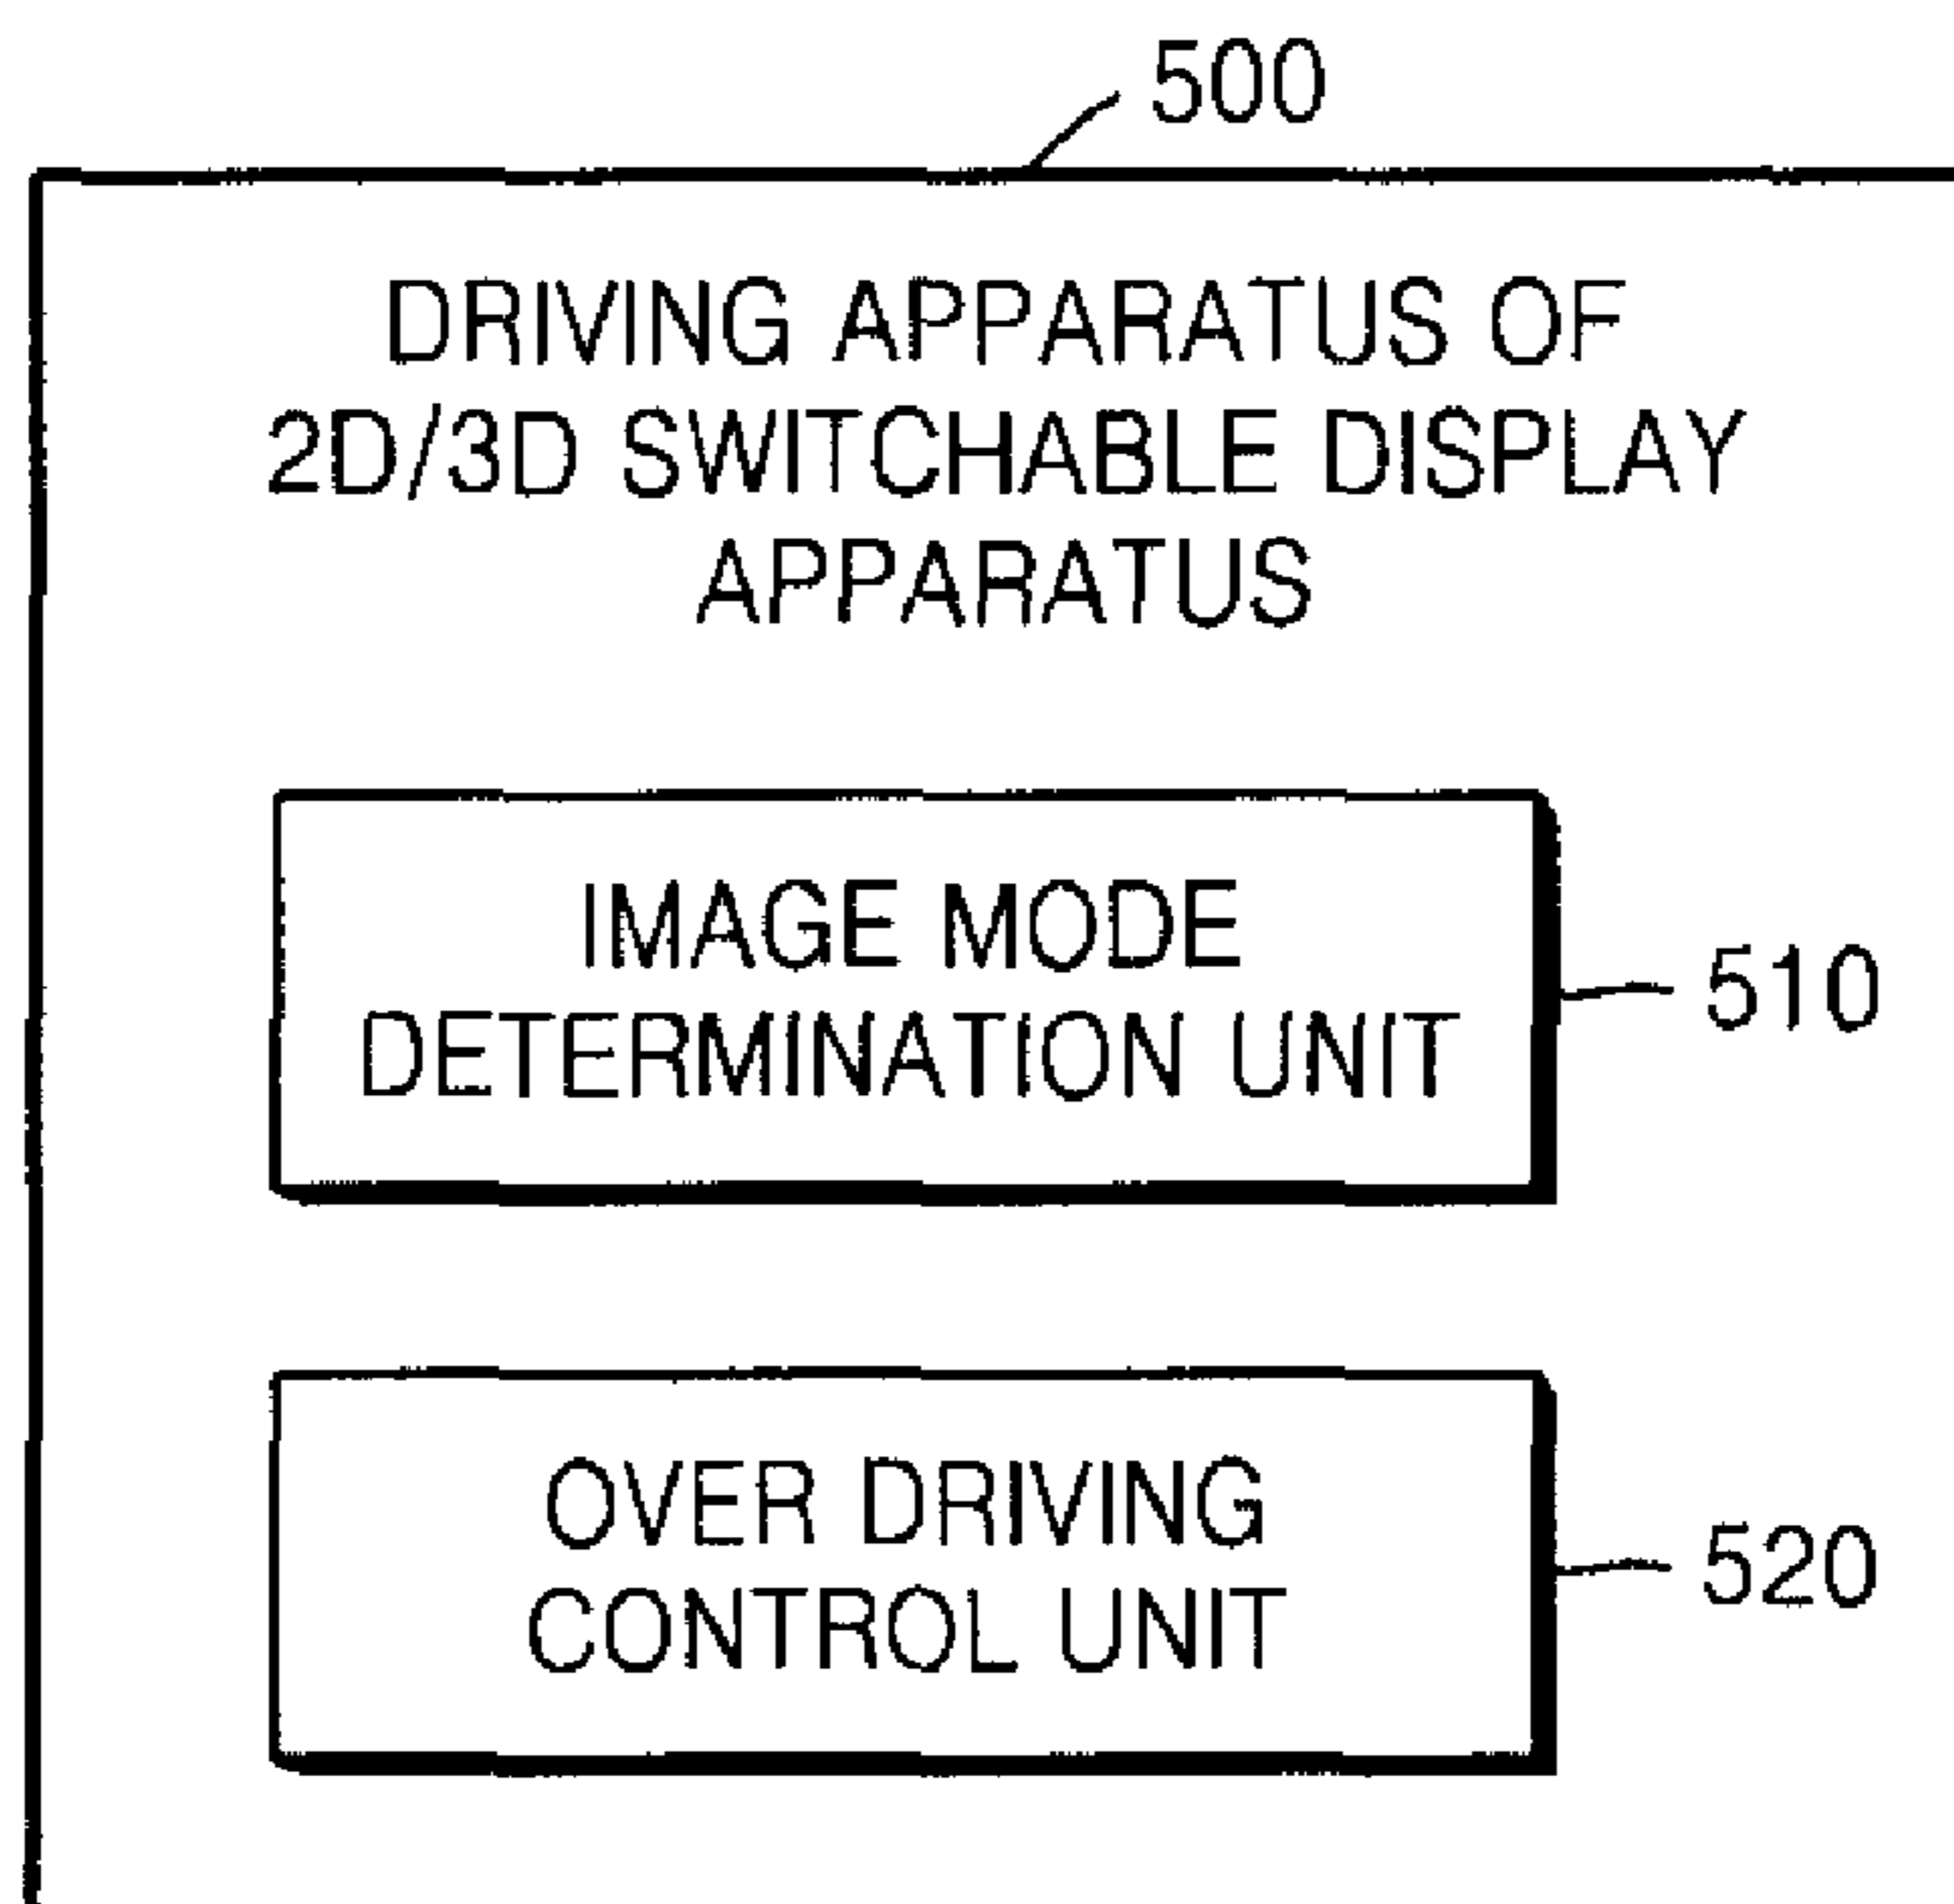 500
DRIVING APPARATUS OF
2D/3D SWITCHABLE DISPLAY
APPARATUS
IMAGE MODE
DETERMINATION UNIT
510
OVER DRIVING
CONTROL UNIT
520